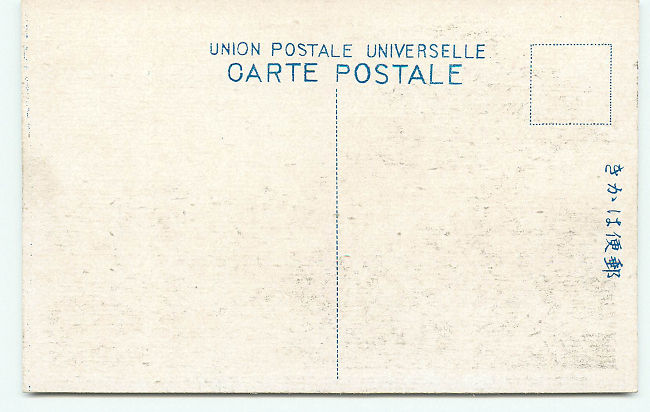 UNION POSTALE UNIVERSELLE
CARTE POSTALE
郵便はかき